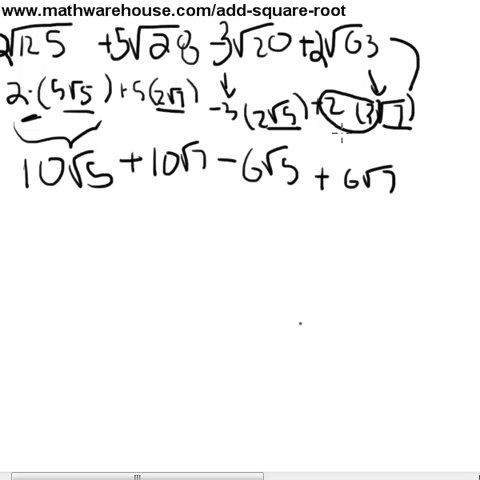 www.mathwarehouse.com/add-square-root
2√125 +5√28 -3√20 +2√63
2·(5√5)+5(2√7) -3(2√5)+2(3√7)
10√5 +10√7 -6√5 +6√7